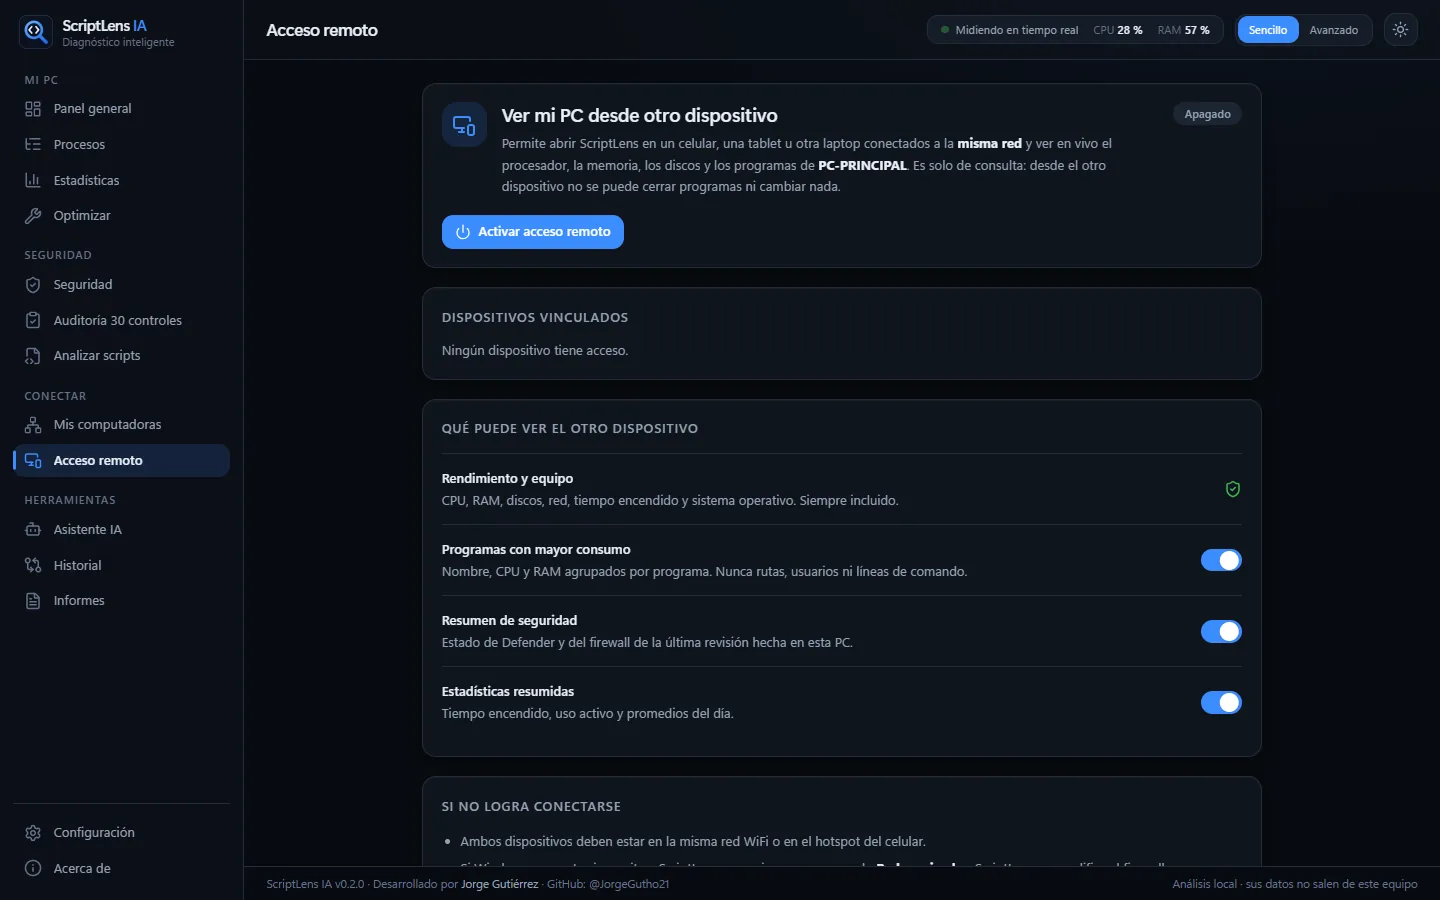 ScriptLens IA
Diagnóstico inteligente
MI PC
Panel general
Procesos
Estadísticas
Optimizar
SEGURIDAD
Seguridad
Auditoría 30 controles
Analizar scripts
CONECTAR
Mis computadoras
Acceso remoto
HERRAMIENTAS
Asistente IA
Historial
Informes
Configuración
Acerca de
Acceso remoto
Midiendo en tiempo real CPU 28 % RAM 57 %
Sencillo Avanzado
Ver mi PC desde otro dispositivo
Apagado
Permite abrir ScriptLens en un celular, una tablet u otra laptop conectados a la misma red y ver en vivo el
procesador, la memoria, los discos y los programas de PC-PRINCIPAL. Es solo de consulta: desde el otro
dispositivo no se puede cerrar programas ni cambiar nada.
Activar acceso remoto
DISPOSITIVOS VINCULADOS
Ningún dispositivo tiene acceso.
QUÉ PUEDE VER EL OTRO DISPOSITIVO
Rendimiento y equipo
CPU, RAM, discos, red, tiempo encendido y sistema operativo. Siempre incluido.
Programas con mayor consumo
Nombre, CPU y RAM agrupados por programa. Nunca rutas, usuarios ni líneas de comando.
Resumen de seguridad
Estado de Defender y del firewall de la última revisión hecha en esta PC.
Estadísticas resumidas
Tiempo encendido, uso activo y promedios del día.
SI NO LOGRA CONECTARSE
Ambos dispositivos deben estar en la misma red WiFi o en el hotspot del celular.
ScriptLens IA v0.2.0 · Desarrollado por Jorge Gutiérrez · GitHub: @JorgeGutho21
Análisis local · sus datos no salen de este equipo